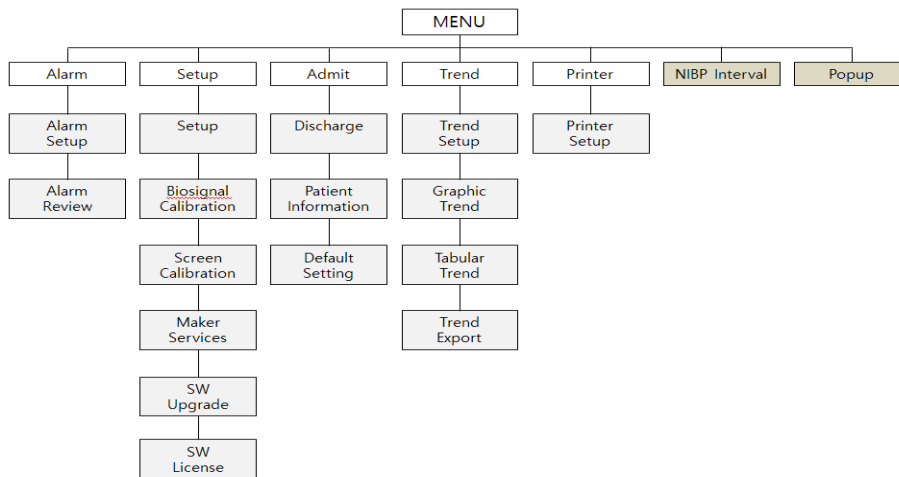 MENU
Alarm
Setup
Admit
Trend
Printer
NIBP Interval
Popup
Alarm
Setup
Setup
Discharge
Trend
Setup
Printer
Setup
Alarm
Review
Biosignal
Calibration
Patient
Information
Graphic
Trend
Screen
Calibration
Default
Setting
Tabular
Trend
Maker
Services
Trend
Export
SW
Upgrade
SW
License